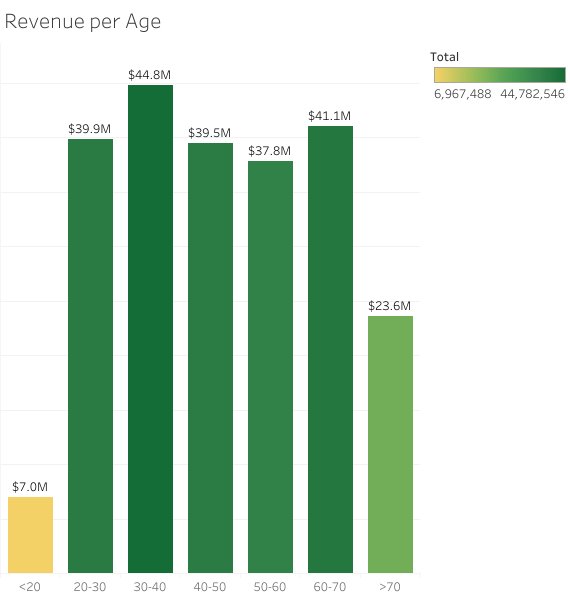 Revenue per Age
Total
6,967,488 44,782,546
$44.8M
$39.9M
$39.5M
$37.8M
$41.1M
$23.6M
$7.0M
<20 20-30 30-40 40-50 50-60 60-70 >70